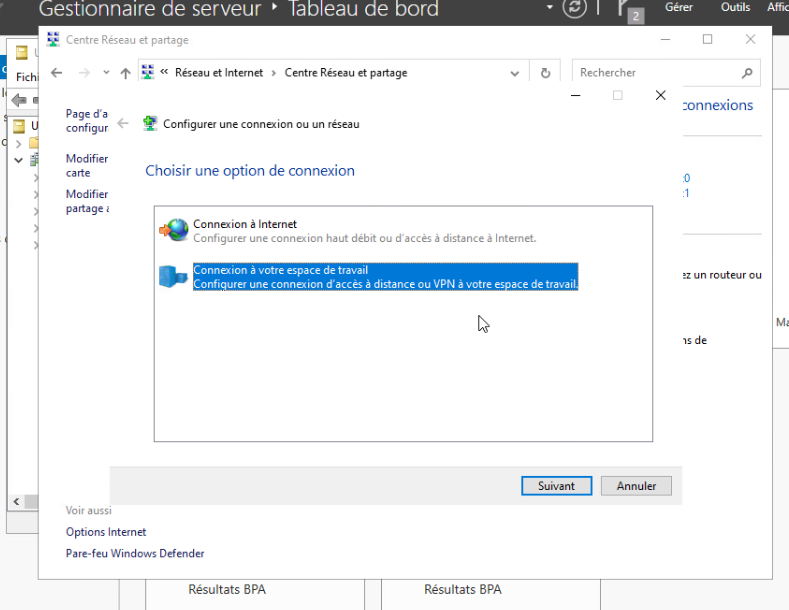 Gestionnaire de serveur ‣ Tableau de bord
2
Gérer
Outils
Affic
Centre Réseau et partage
Fichi
« Réseau et Internet › Centre Réseau et partage
Rechercher
connexions
Page d'a
configur
Configurer une connexion ou un réseau
Modifier
carte
Modifier
partage a
Choisir une option de connexion
Connexion à Internet
Configurer une connexion haut débit ou d'accès à distance à Internet.
Connexion à votre espace de travail
Configurer une connexion d'accès à distance ou VPN à votre espace de travail.
ez un routeur ou
Ma
ns de
Suivant
Annuler
Voir aussi
Options Internet
Pare-feu Windows Defender
Résultats BPA
Résultats BPA